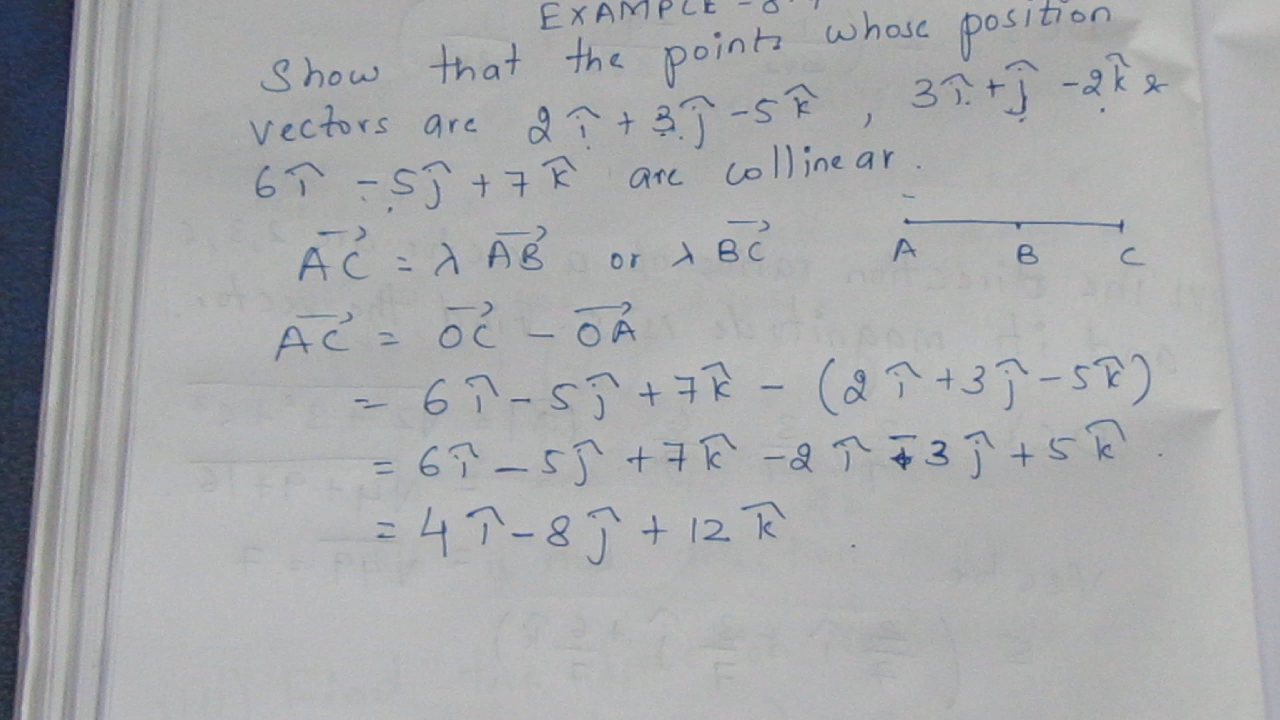 EXAMPLE -8.
Show that the points whose position
vectors are 2î + 3ĵ - 5k̂ , 3î + ĵ - 2k̂ &
6î - 5ĵ + 7k̂ are collinear.
AC⃗ = λ AB⃗ or λ BC⃗
A B C
AC⃗ = OC⃗ - OA⃗
= 6î - 5ĵ + 7k̂ - (2î + 3ĵ - 5k̂)
= 6î - 5ĵ + 7k̂ - 2î - 3ĵ + 5k̂ .
= 4î - 8ĵ + 12k̂ .